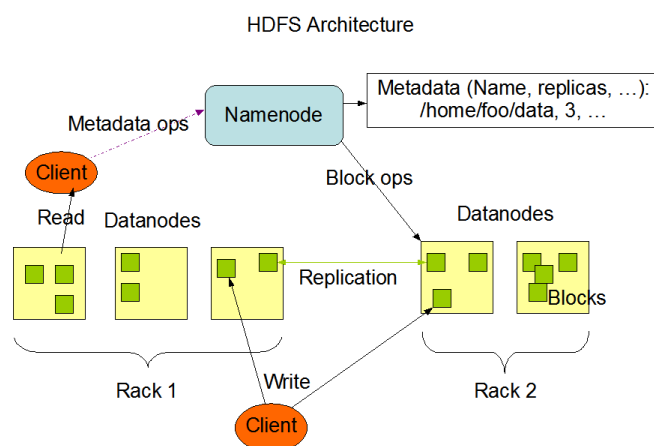 HDFS Architecture
Metadata (Name, replicas, …):
/home/foo/data, 3, …
Namenode
Metadata ops
Client
Block ops
Read
Datanodes
Datanodes
Replication
Blocks
Rack 1
Write
Rack 2
Client